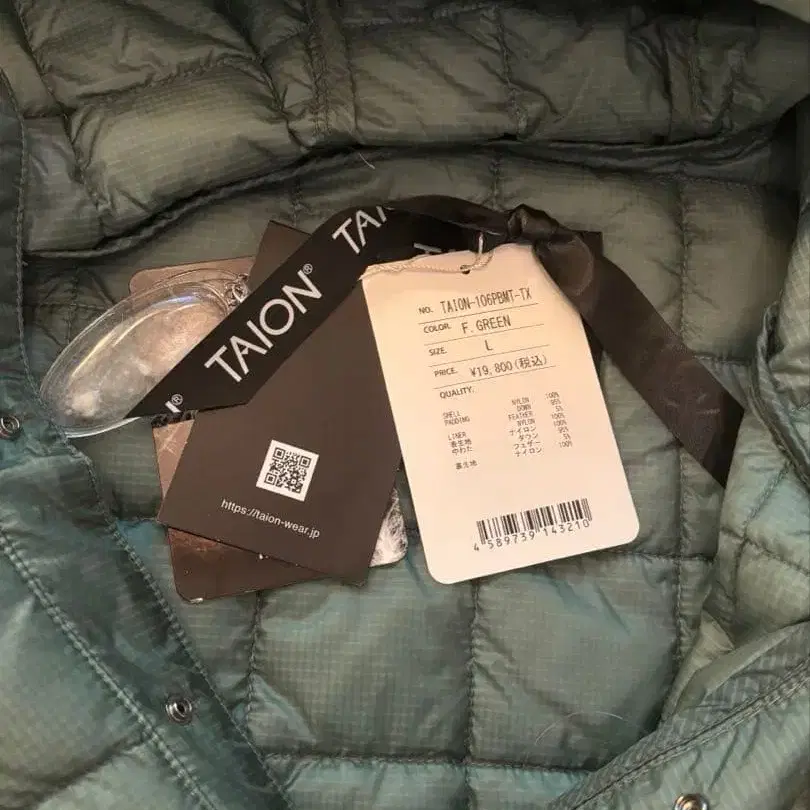 TAION
TAION®
®
https://taion-wear.jp
NO. TAION-106PBMT-TX
COLOR. F.GREEN
SIZE. L
PRICE. ¥19,800(税込)
QUALITY.
SHELL NYLON 100%
PADDING DOWN 95%
FEATHER 5%
LINER NYLON 100%
表生地 ナイロン 100%
中わた ダウン 95%
フェザー 5%
裏生地 ナイロン 100%
4 589739 143210